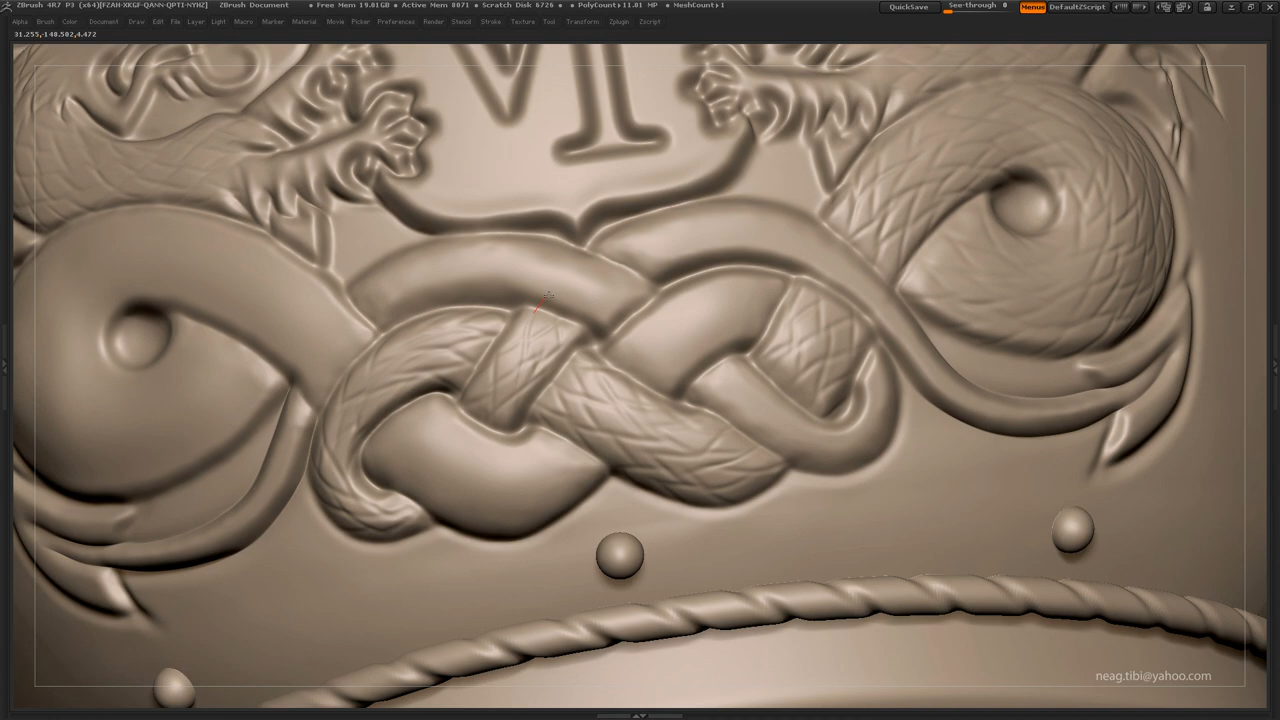 ZBrush 4R7 P3 (x64)[FZAH-XKGF-QANN-QPTI-NYHZ] ZBrush Document • Free Mem 19.01GB • Active Mem 8071 • Scratch Disk 6726 • PolyCount▸11.01 MP • MeshCount▸1 QuickSave See-through 0 Menus DefaultZScript
Alpha Brush Color Document Draw Edit File Layer Light Macro Marker Material Movie Picker Preferences Render Stencil Stroke Texture Tool Transform Zplugin Zscript
31.255,-148.502,4.472
VI
neag.tibi@yahoo.com